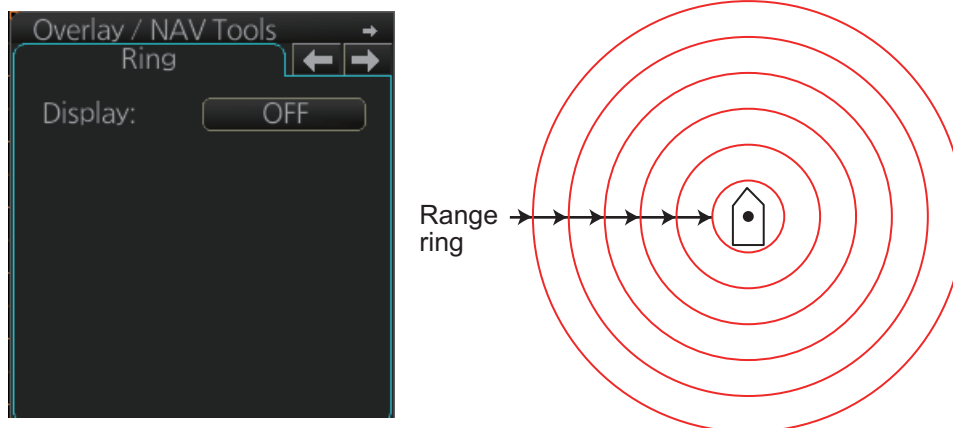 Overlay / NAV Tools
Ring
Display: OFF
Range
ring